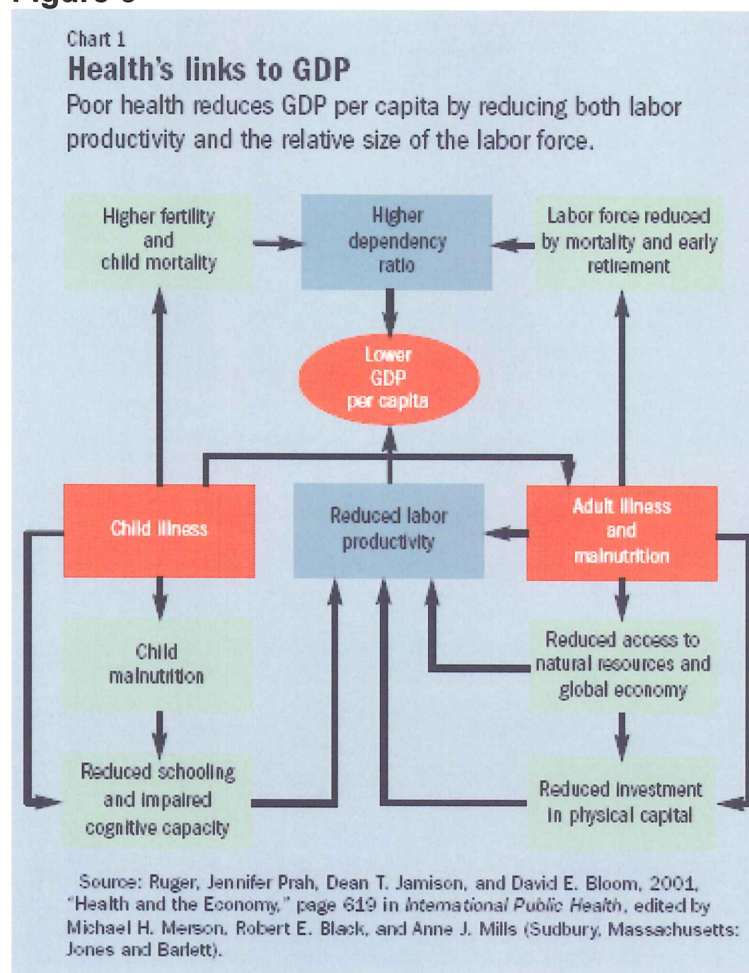 Chart 1
Health's links to GDP
Poor health reduces GDP per capita by reducing both labor
productivity and the relative size of the labor force.
Higher fertility
and
child mortality
Higher
dependency
ratio
Labor force reduced
by mortality and early
retirement
Lower
GDP
per capita
Child illness
Reduced labor
productivity
Adult illness
and
malnutrition
Child
malnutrition
Reduced access to
natural resources and
global economy
Reduced schooling
and impaired
cognitive capacity
Reduced investment
in physical capital
Source: Ruger, Jennifer Prah, Dean T. Jamison, and David E. Bloom, 2001,
"Health and the Economy," page 619 in International Public Health, edited by
Michael H. Merson, Robert E. Black, and Anne J. Mills (Sudbury, Massachusetts:
Jones and Barlett).